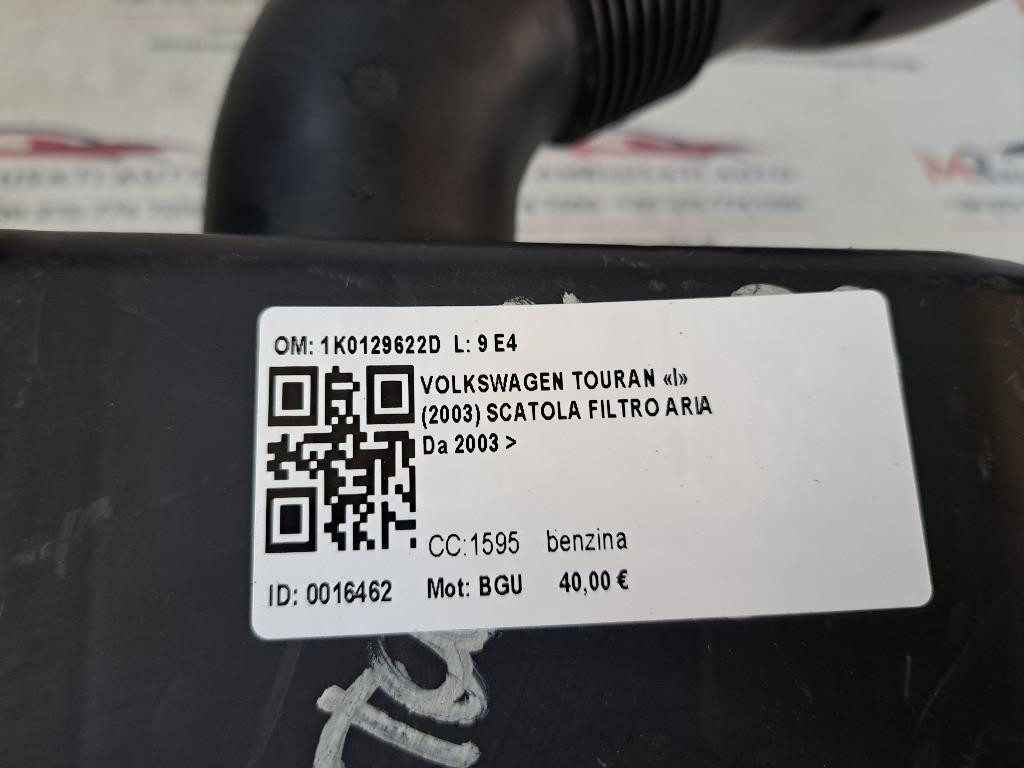 OM: 1K0129622D L: 9 E4
VOLKSWAGEN TOURAN «I»
(2003) SCATOLA FILTRO ARIA
Da 2003 >
CC:1595 benzina
ID: 0016462 Mot: BGU 40,00 €